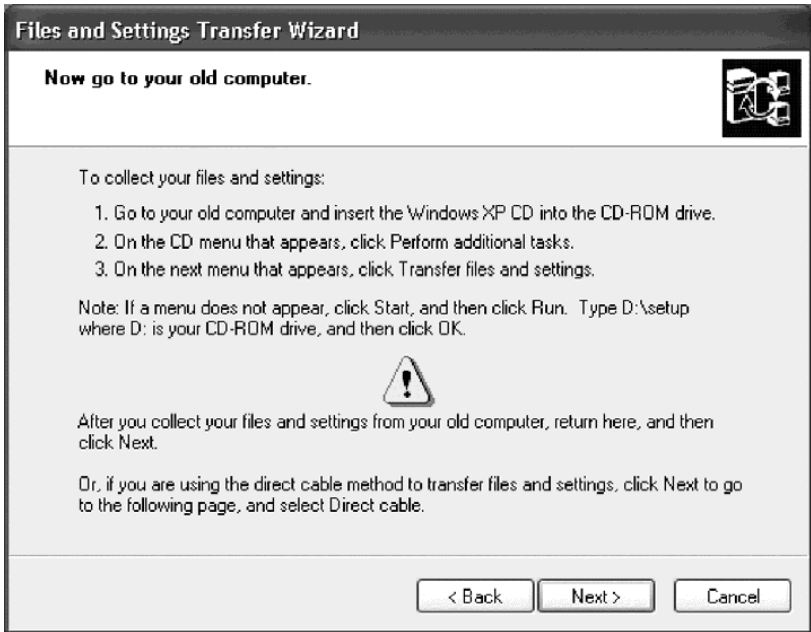 Files and Settings Transfer Wizard
Now go to your old computer.
To collect your files and settings:
1. Go to your old computer and insert the Windows XP CD into the CD-ROM drive.
2. On the CD menu that appears, click Perform additional tasks.
3. On the next menu that appears, click Transfer files and settings.
Note: If a menu does not appear, click Start, and then click Run. Type D:\setup
where D: is your CD-ROM drive, and then click OK.
After you collect your files and settings from your old computer, return here, and then
click Next.
Or, if you are using the direct cable method to transfer files and settings, click Next to go
to the following page, and select Direct cable.
< Back Next > Cancel